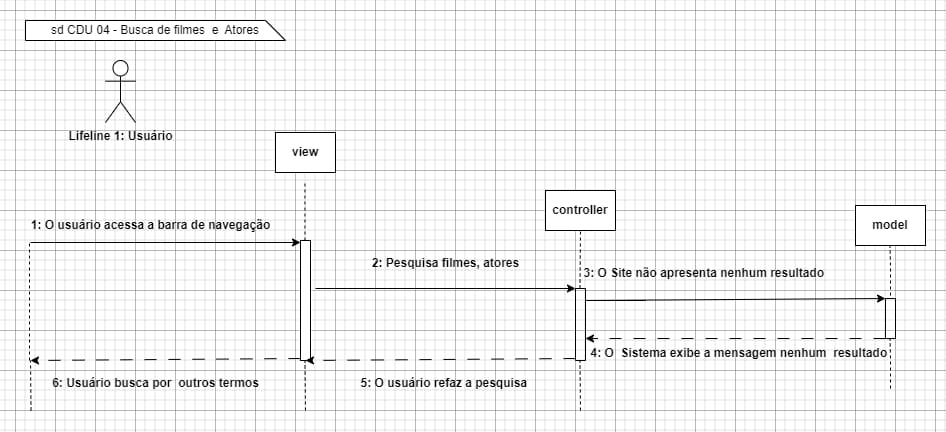 sd CDU 04 - Busca de filmes e Atores
Lifeline 1: Usuário
view
controller
model
1: O usuário acessa a barra de navegação
2: Pesquisa filmes, atores
3: O Site não apresenta nenhum resultado
4: O Sistema exibe a mensagem nenhum resultado
5: O usuário refaz a pesquisa
6: Usuário busca por outros termos